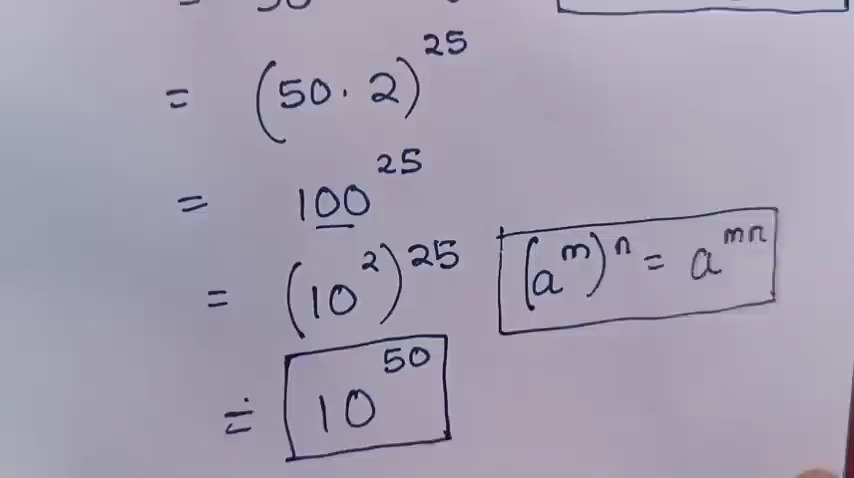 = (50 · 2)^25
= 100^25
= (10^2)^25
(a^m)^n = a^mn
= 10^50